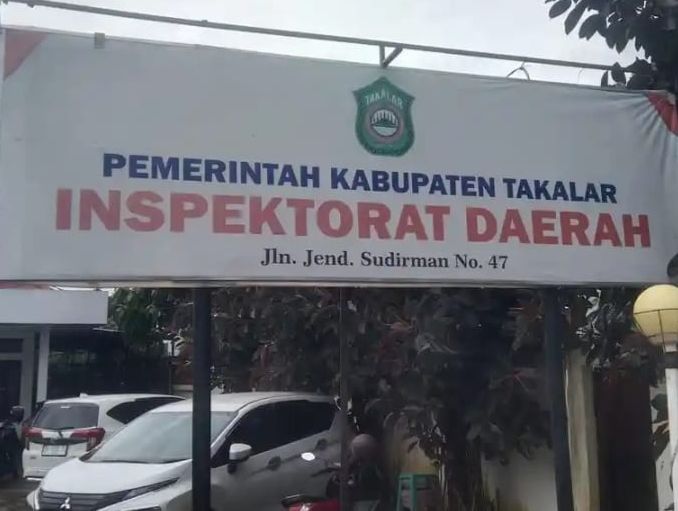 TAKALAR
PEMERINTAH KABUPATEN TAKALAR
INSPEKTORAT DAERAH
Jln. Jend. Sudirman No. 47